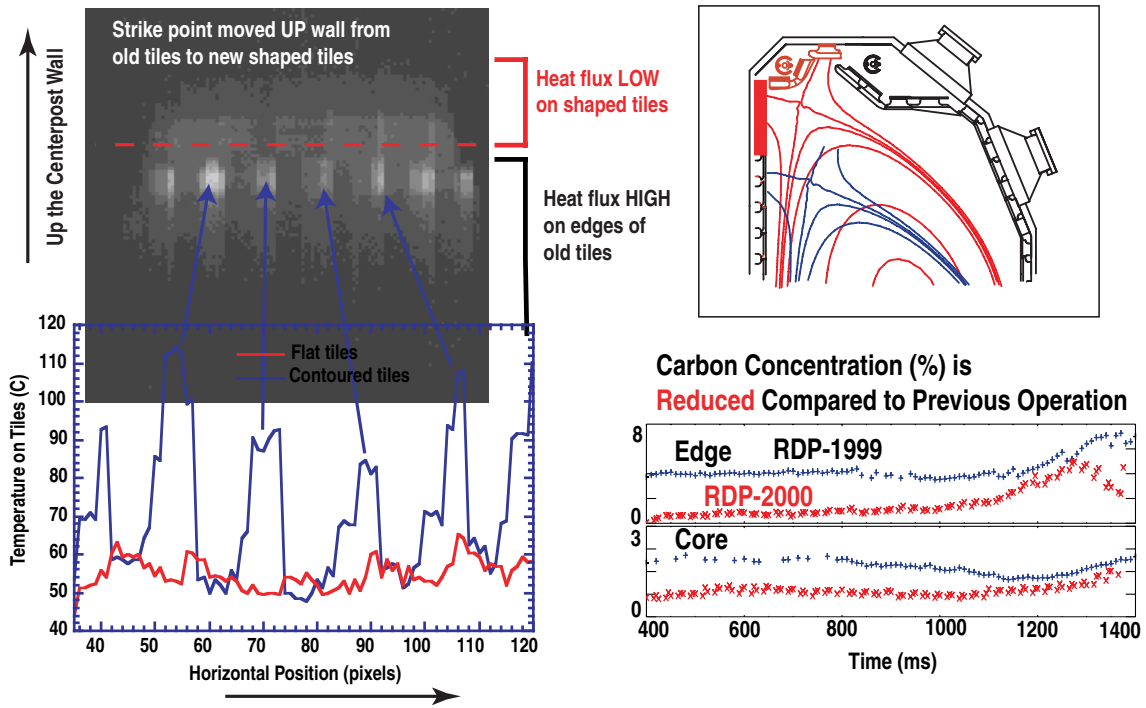 Strike point moved UP wall from
old tiles to new shaped tiles
Up the Centerpost Wall
Heat flux LOW
on shaped tiles
Heat flux HIGH
on edges of
old tiles
Flat tiles
Contoured tiles
Temperature on Tiles (C)
120
110
100
90
80
70
60
50
40
40
50
60
70
80
90
100
110
120
Horizontal Position (pixels)
Carbon Concentration (%) is
Reduced Compared to Previous Operation
8
Edge
RDP-1999
RDP-2000
0
3
Core
0
400
600
800
1000
1200
1400
Time (ms)